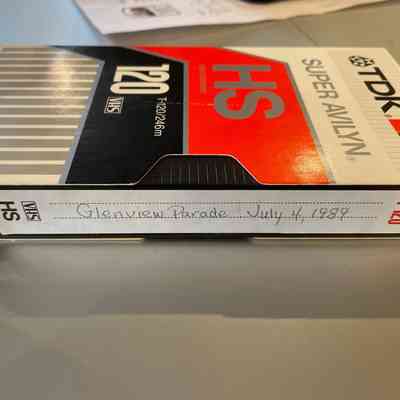 TDK
SUPER AVILYN
HS
120
VHS
T-120/246m
HS
VHS
Glenview Parade July 4, 1989